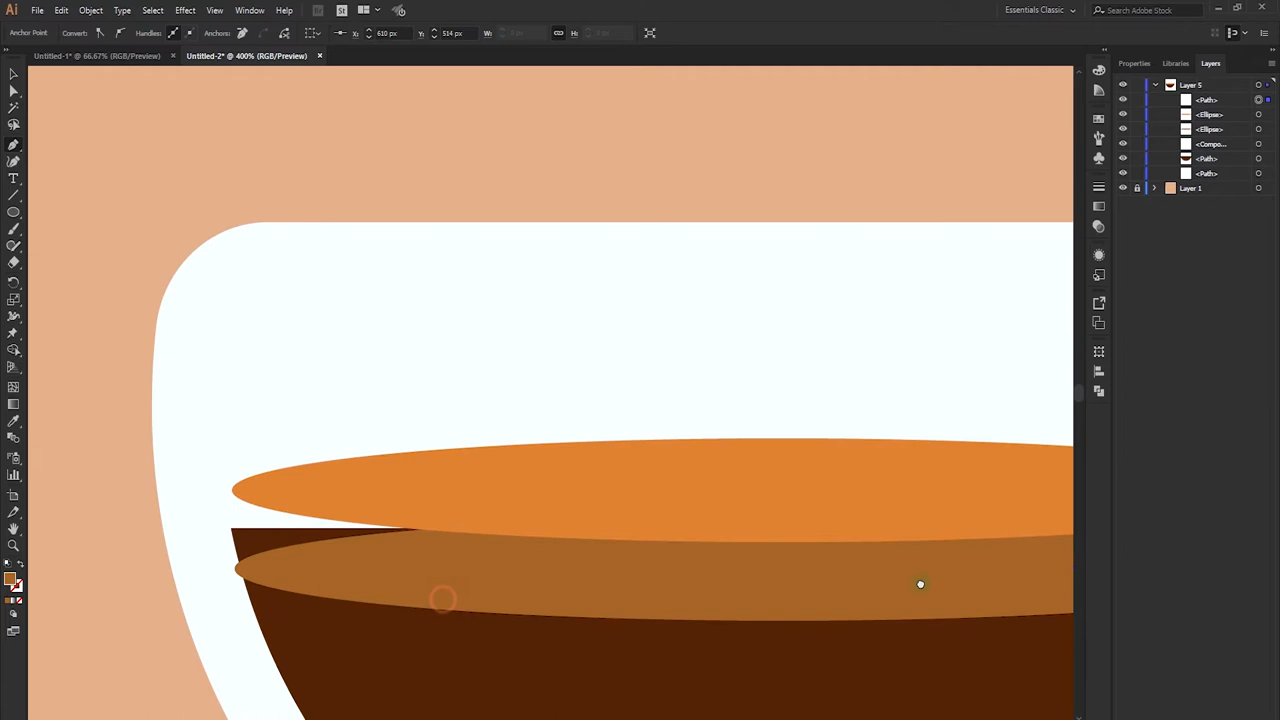 Ai File Edit Object Type Select Effect View Window Help Br St Essentials Classic Search Adobe Stock
Anchor Point Convert: Handles: Anchors: X: 610 px Y: 514 px W: H:
Untitled-1* @ 66.67% (RGB/Preview) × Untitled-2* @ 400% (RGB/Preview) ×
Properties Libraries Layers
Layer 5
<Path>
<Ellipse>
<Ellipse>
<Compo...
<Path>
<Path>
Layer 1